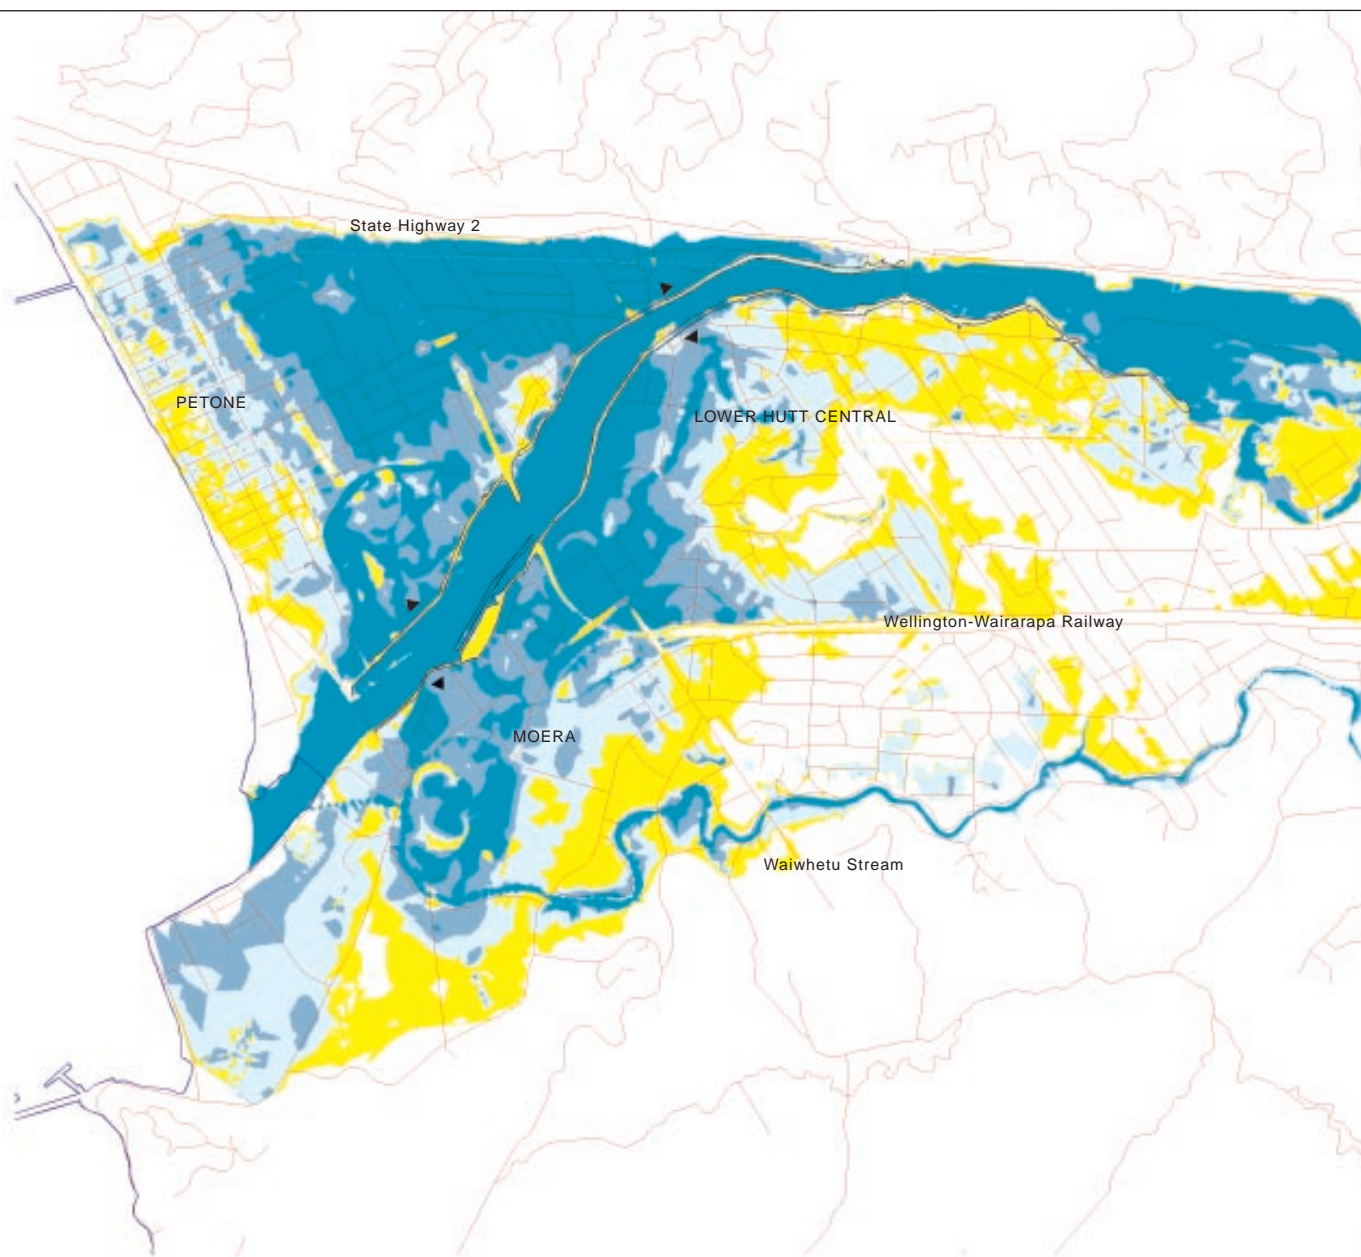 State Highway 2
PETONE
LOWER HUTT CENTRAL
Wellington-Wairarapa Railway
MOERA
Waiwhetu Stream